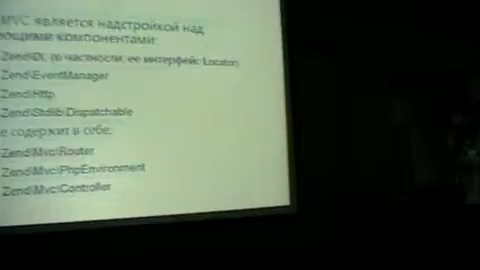 MVC является надстройкой над
ющими компонентами:
Zend\Di, (в частности, ее интерфейс Locator)
Zend\EventManager
Zend\Http
Zend\Stdlib\Dispatchable
е содержит в себе:
Zend\Mvc\Router
Zend\Mvc\PhpEnvironment
Zend\Mvc\Controller